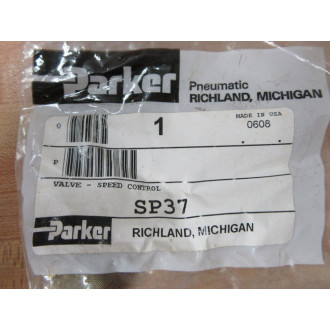 Parker
Pneumatic
RICHLAND, MICHIGAN
Q
1
MADE IN USA
0608
P
VALVE - SPEED CONTROL
SP37
Parker
RICHLAND, MICHIGAN